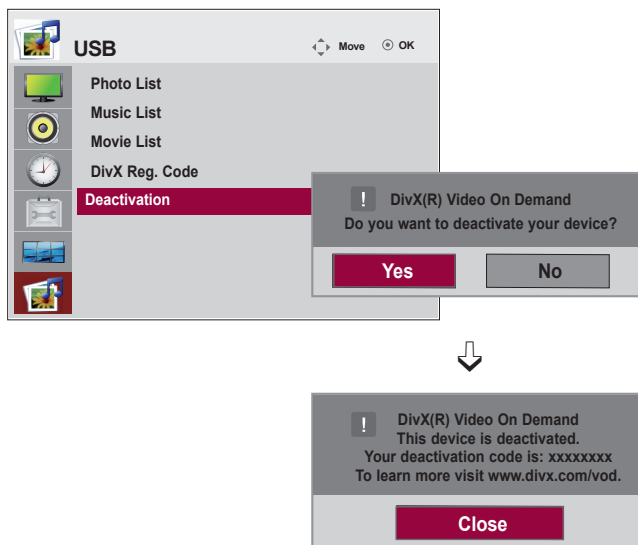 USB
Move
OK
Photo List
Music List
Movie List
DivX Reg. Code
Deactivation
! DivX(R) Video On Demand
Do you want to deactivate your device?
Yes
No
! DivX(R) Video On Demand
This device is deactivated.
Your deactivation code is: xxxxxxxx
To learn more visit www.divx.com/vod.
Close